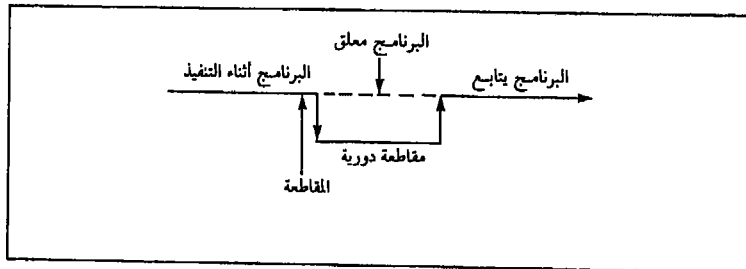 البرنامج معلق
البرنامج أثناء التنفيذ
البرنامج يتابع
مقاطعة دورية
المقاطعة